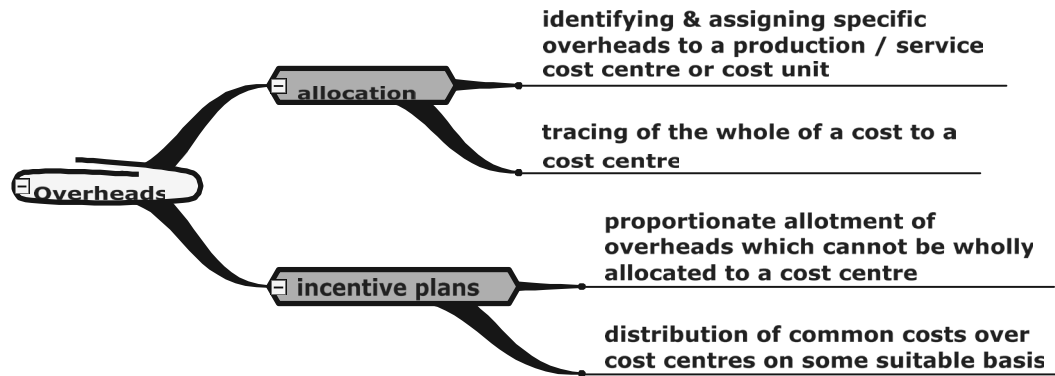 identifying & assigning specific
overheads to a production / service
cost centre or cost unit
allocation
tracing of the whole of a cost to a
cost centre
Overheads
proportionate allotment of
overheads which cannot be wholly
allocated to a cost centre
incentive plans
distribution of common costs over
cost centres on some suitable basis